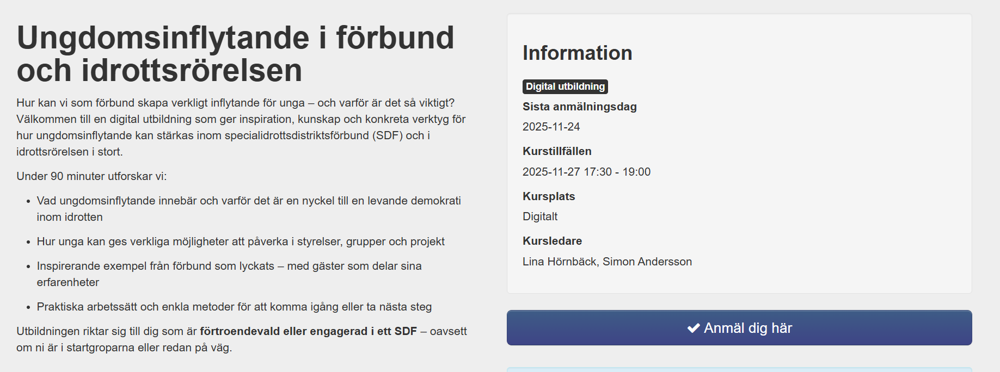 Ungdomsinflytande i förbund
och idrottsrörelsen
Hur kan vi som förbund skapa verkligt inflytande för unga – och varför är det så viktigt?
Välkommen till en digital utbildning som ger inspiration, kunskap och konkreta verktyg för
hur ungdomsinflytande kan stärkas inom specialidrottsdistriktsförbund (SDF) och i
idrottsrörelsen i stort.
Under 90 minuter utforskar vi:
• Vad ungdomsinflytande innebär och varför det är en nyckel till en levande demokrati
inom idrotten
• Hur unga kan ges verkliga möjligheter att påverka i styrelser, grupper och projekt
• Inspirerande exempel från förbund som lyckats – med gäster som delar sina
erfarenheter
• Praktiska arbetssätt och enkla metoder för att komma igång eller ta nästa steg
Utbildningen riktar sig till dig som är förtroendevald eller engagerad i ett SDF – oavsett
om ni är i startgroparna eller redan på väg.
Information
Digital utbildning
Sista anmälningsdag
2025-11-24
Kurstillfällen
2025-11-27 17:30 - 19:00
Kursplats
Digitalt
Kursledare
Lina Hörnbäck, Simon Andersson
✔ Anmäl dig här